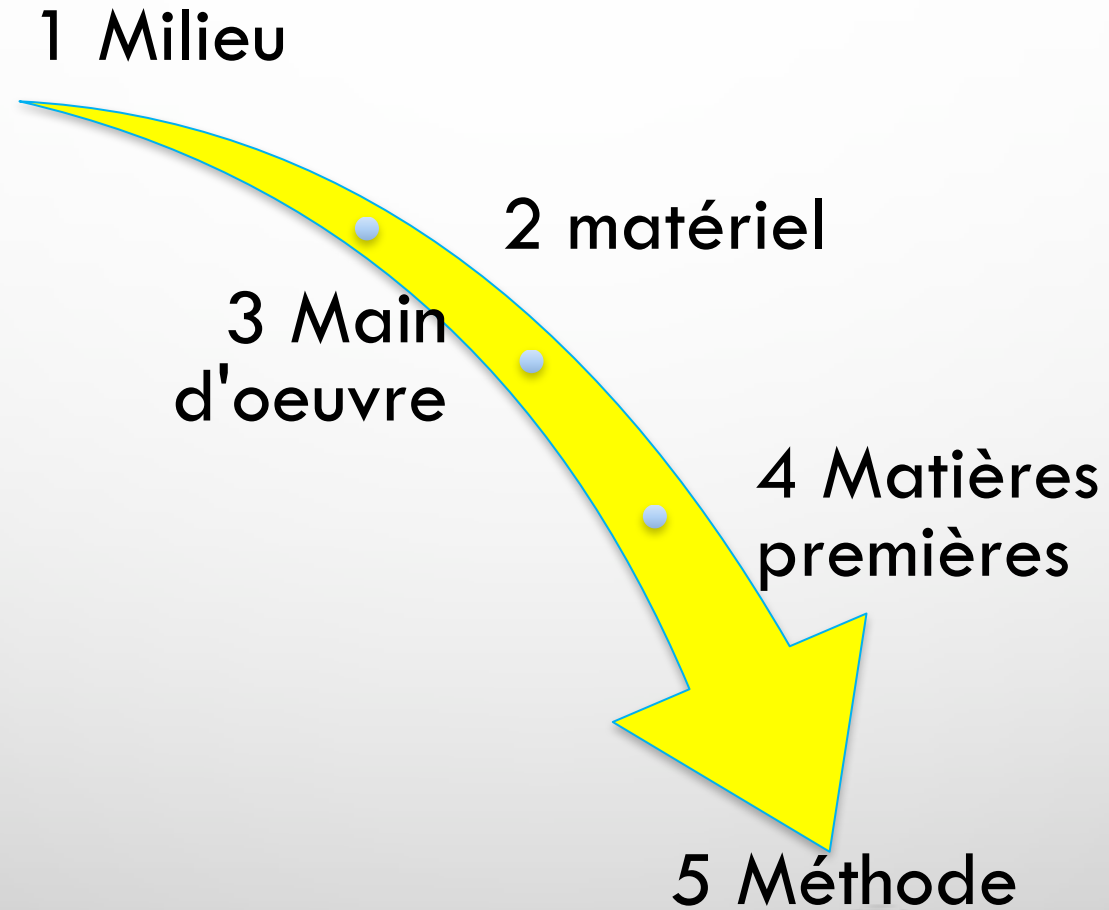 1 Milieu
2 matériel
3 Main
d'oeuvre
4 Matières
premières
5 Méthode